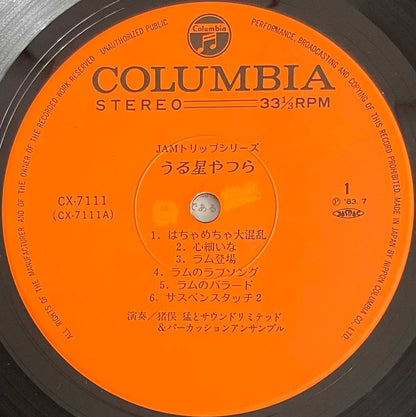 UNAUTHORIZED PUBLIC PERFORMANCE, BROADCASTING AND COPYING OF THIS RECORD PROHIBITED. MADE IN JAPAN BY NIPPON COLUMBIA CO., LTD.
AND OF THE OWNER OF THE RECORDED WORK RESERVED
Columbia
COLUMBIA
STEREO 33⅓RPM
JAMトリップシリーズ
うる星やつら
CX-7111
(CX-7111A)
1
Ⓟ '83. 7
である
1. はちゃめちゃ大混乱
2. 心細いな
3. ラム登場
4. ラムのラブソング
5. ラムのバラード
6. サスペンスタッチ2
演奏／猪俣 猛とサウンドリミテッド
&パーカッションアンサンブル